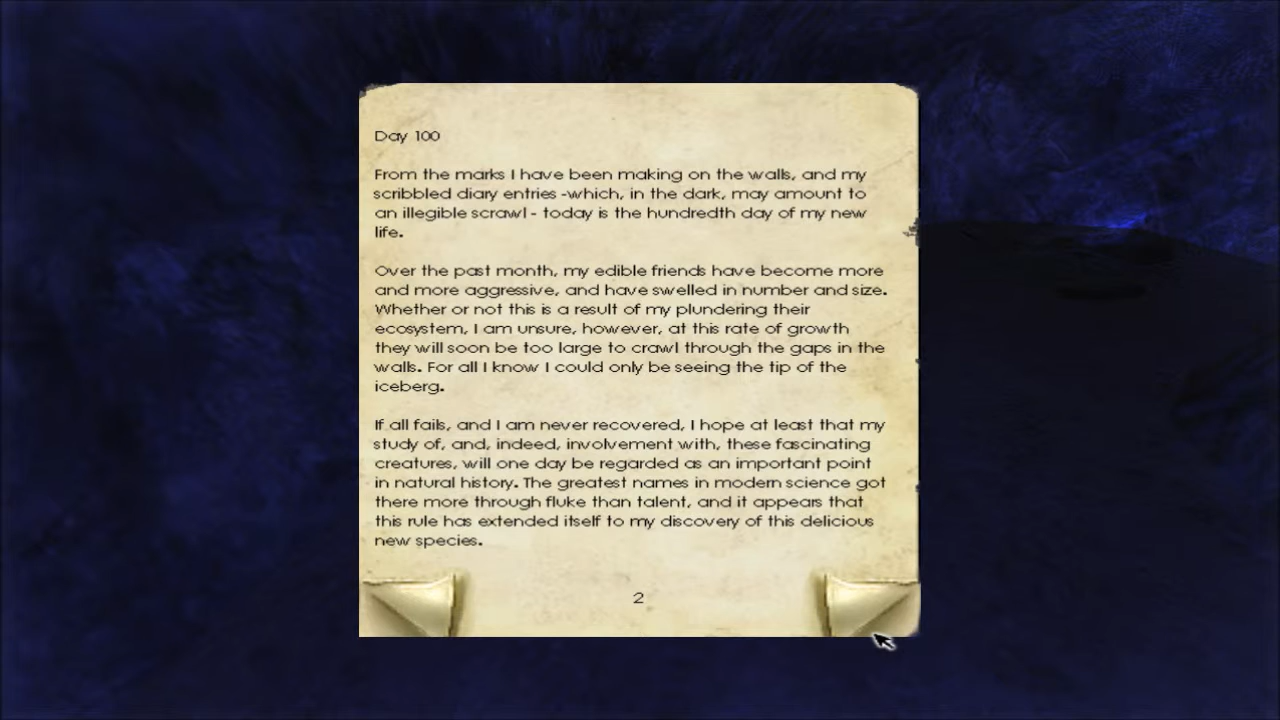 Day 100
From the marks I have been making on the walls, and my
scribbled diary entries -which, in the dark, may amount to
an illegible scrawl - today is the hundredth day of my new
life.
Over the past month, my edible friends have become more
and more aggressive, and have swelled in number and size.
Whether or not this is a result of my plundering their
ecosystem, I am unsure, however, at this rate of growth
they will soon be too large to crawl through the gaps in the
walls. For all I know I could only be seeing the tip of the
iceberg.
If all fails, and I am never recovered, I hope at least that my
study of, and, indeed, involvement with, these fascinating
creatures, will one day be regarded as an important point
in natural history. The greatest names in modern science got
there more through fluke than talent, and it appears that
this rule has extended itself to my discovery of this delicious
new species.
2